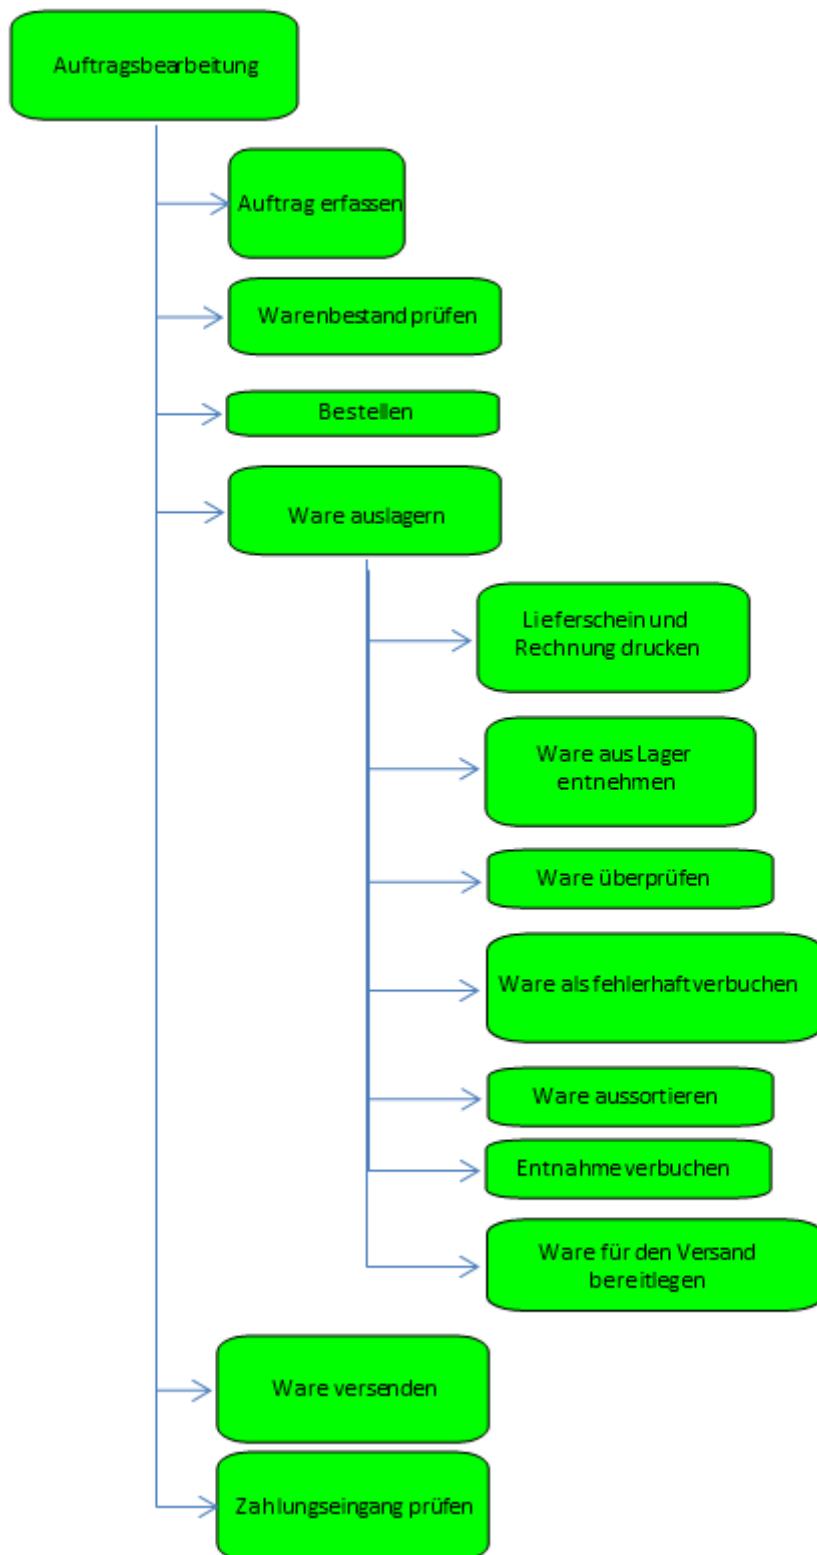 Auftragsbearbeitung
Auftrag erfassen
Warenbestand prüfen
Bestellen
Ware auslagern
Lieferschein und
Rechnung drucken
Ware aus Lager
entnehmen
Ware überprüfen
Ware als fehlerhaft verbuchen
Ware aussortieren
Entnahme verbuchen
Ware für den Versand
bereitlegen
Ware versenden
Zahlungseingang prüfen